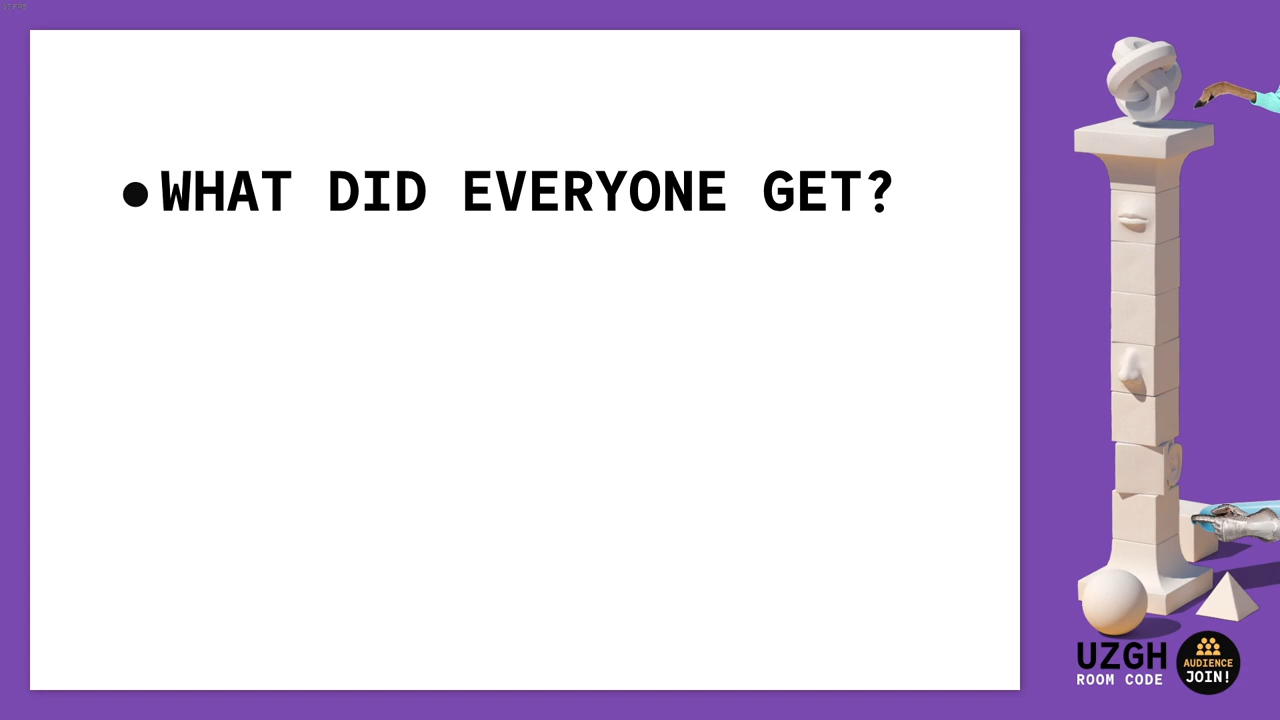 • WHAT DID EVERYONE GET?
UZGH
ROOM CODE
AUDIENCE
JOIN!